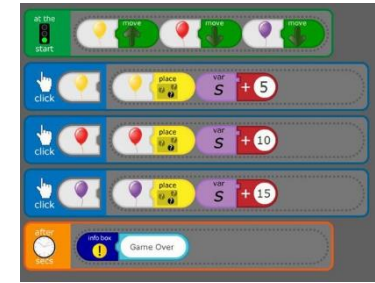 at the start move move move
click place var S + 5
click place var S + 10
click place var S + 15
after secs info box ! Game Over